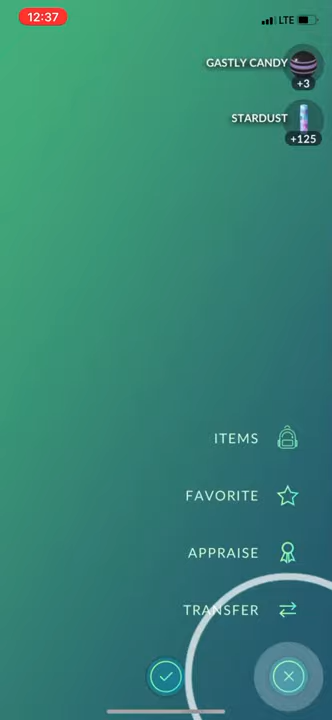 12:37
LTE
GASTLY CANDY
+3
STARDUST
+125
ITEMS
FAVORITE
APPRAISE
TRANSFER